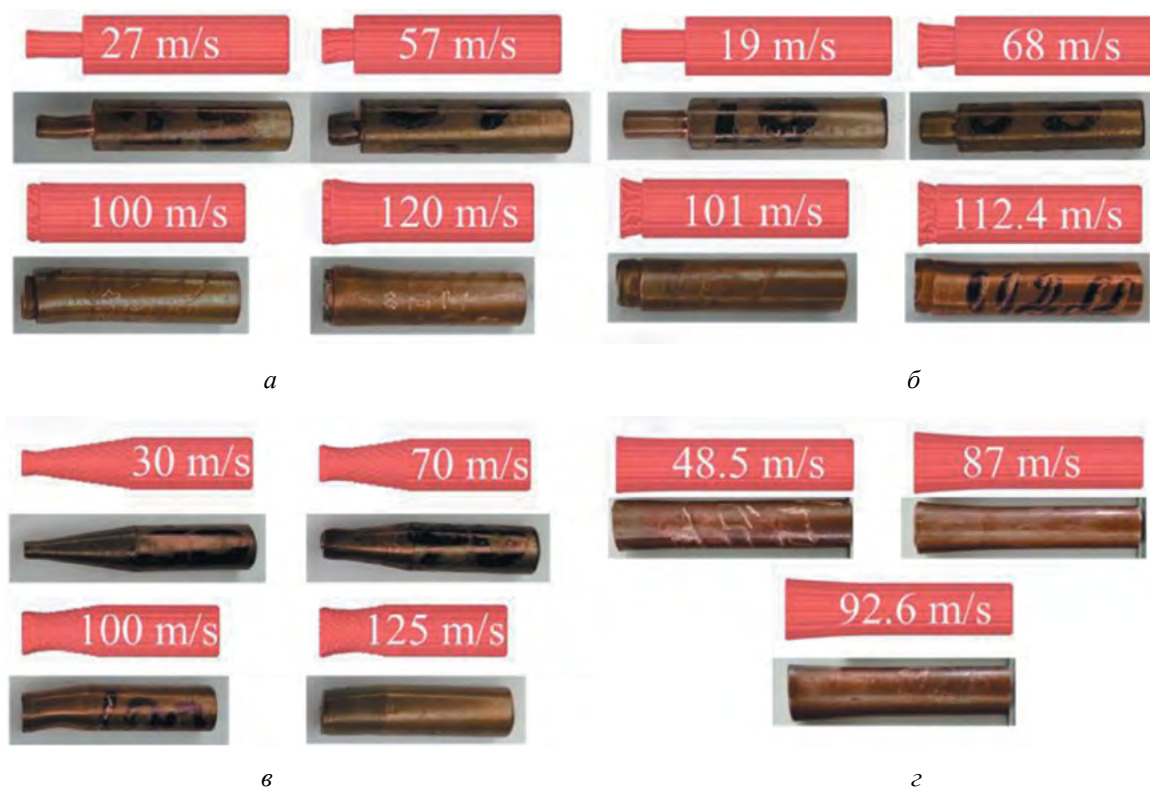 27 m/s 57 m/s
19 m/s 68 m/s
100 m/s 120 m/s
101 m/s 112.4 m/s
а б
30 m/s 70 m/s
48.5 m/s 87 m/s
100 m/s 125 m/s
92.6 m/s
в г